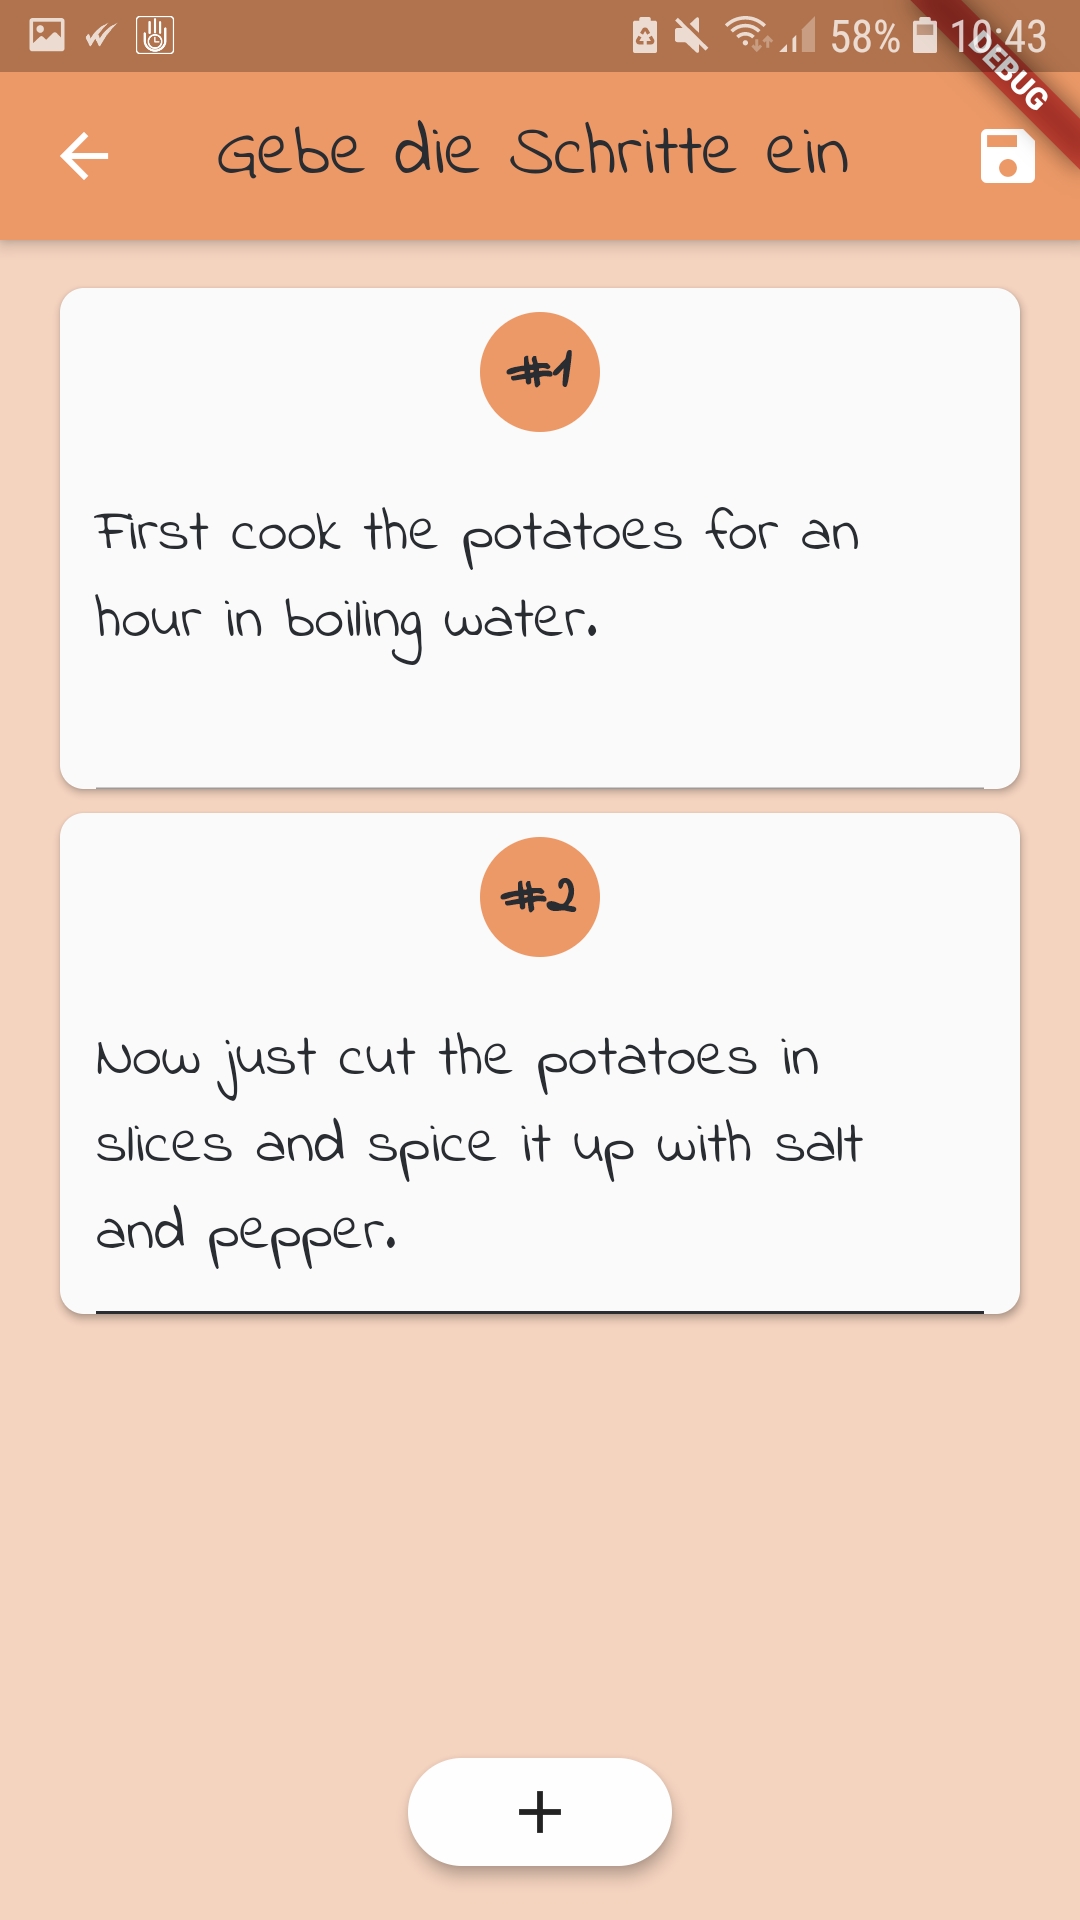 58% 10:43
DEBUG
Gebe die Schritte ein
#1
First cook the potatoes for an
hour in boiling water.
#2
Now just cut the potatoes in
slices and spice it up with salt
and pepper.
+